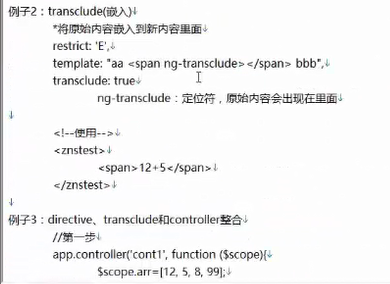 例子2：transclude(嵌入)
*将原始内容嵌入到新内容里面
restrict: 'E',
template: "aa <span ng-transclude></span> bbb",
transclude: true
ng-transclude：定位符，原始内容会出现在里面
<!--使用-->
<znstest>
<span>12+5</span>
</znstest>
例子3：directive、transclude和controller整合
//第一步
app.controller('cont1', function ($scope){
$scope.arr=[12, 5, 8, 99];